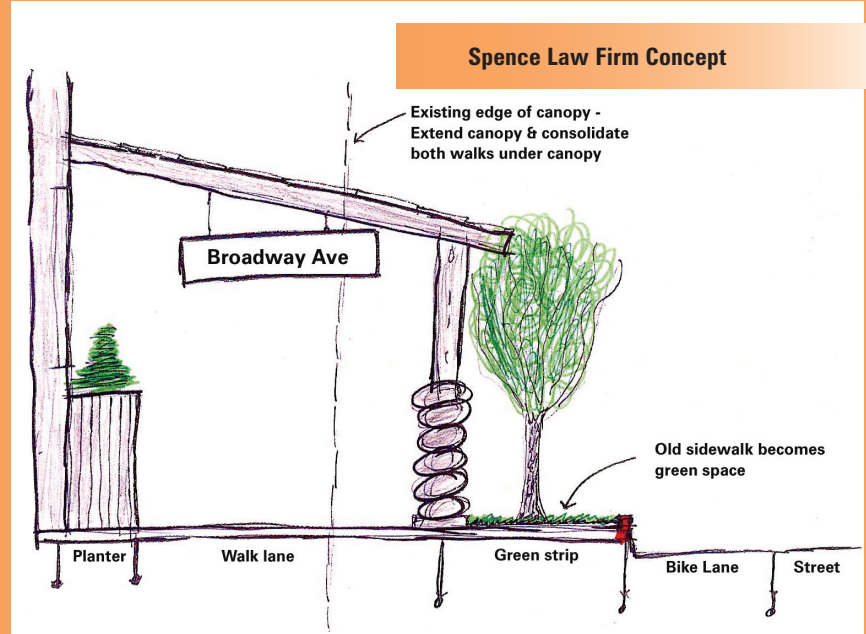 Spence Law Firm Concept
Existing edge of canopy -
Extend canopy & consolidate
both walks under canopy
Broadway Ave
Old sidewalk becomes
green space
Planter
Walk lane
Green strip
Bike Lane
Street